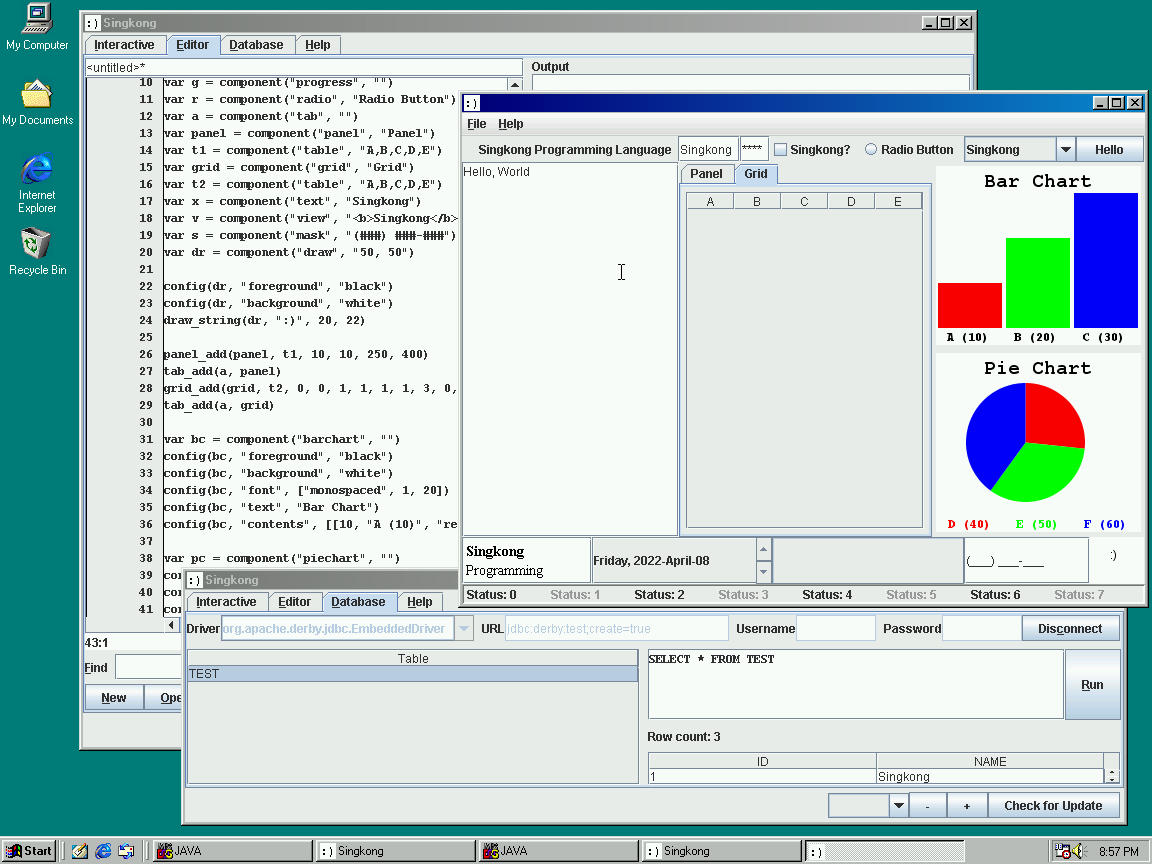 My Computer
My Documents
Internet
Explorer
Recycle Bin
:) Singkong
Interactive Editor Database Help
<untitled>*
Output
10 var g = component("progress", "")
11 var r = component("radio", "Radio Button")
12 var a = component("tab", "")
13 var panel = component("panel", "Panel")
14 var t1 = component("table", "A,B,C,D,E")
15 var grid = component("grid", "Grid")
16 var t2 = component("table", "A,B,C,D,E")
17 var x = component("text", "Singkong")
18 var v = component("view", "<b>Singkong</b>
19 var s = component("mask", "(###) ###-###")
20 var dr = component("draw", "50, 50")
21
22 config(dr, "foreground", "black")
23 config(dr, "background", "white")
24 draw_string(dr, ":)", 20, 22)
25
26 panel_add(panel, t1, 10, 10, 250, 400)
27 tab_add(a, panel)
28 grid_add(grid, t2, 0, 0, 1, 1, 1, 1, 3, 0,
29 tab_add(a, grid)
30
31 var bc = component("barchart", "")
32 config(bc, "foreground", "black")
33 config(bc, "background", "white")
34 config(bc, "font", ["monospaced", 1, 20])
35 config(bc, "text", "Bar Chart")
36 config(bc, "contents", [[10, "A (10)", "re
37
38 var pc = component("piechart", "")
39 co
40 co
41 co
43:1
Find
New Ope
:)
File Help
Singkong Programming Language Singkong **** Singkong? Radio Button Singkong Hello
Hello, World
Panel Grid
A B C D E
Bar Chart
A (10) B (20) C (30)
Pie Chart
D (40) E (50) F (60)
Singkong
Programming
Friday, 2022-April-08
(___) ___-___
:)
Status: 0 Status: 1 Status: 2 Status: 3 Status: 4 Status: 5 Status: 6 Status: 7
:) Singkong
Interactive Editor Database Help
Driver org.apache.derby.jdbc.EmbeddedDriver URL jdbc:derby:test;create=true Username Password Disconnect
Table
TEST
SELECT * FROM TEST
Run
Row count: 3
ID NAME
1 Singkong
- + Check for Update
Start JAVA :) Singkong JAVA :) Singkong :) 8:57 PM